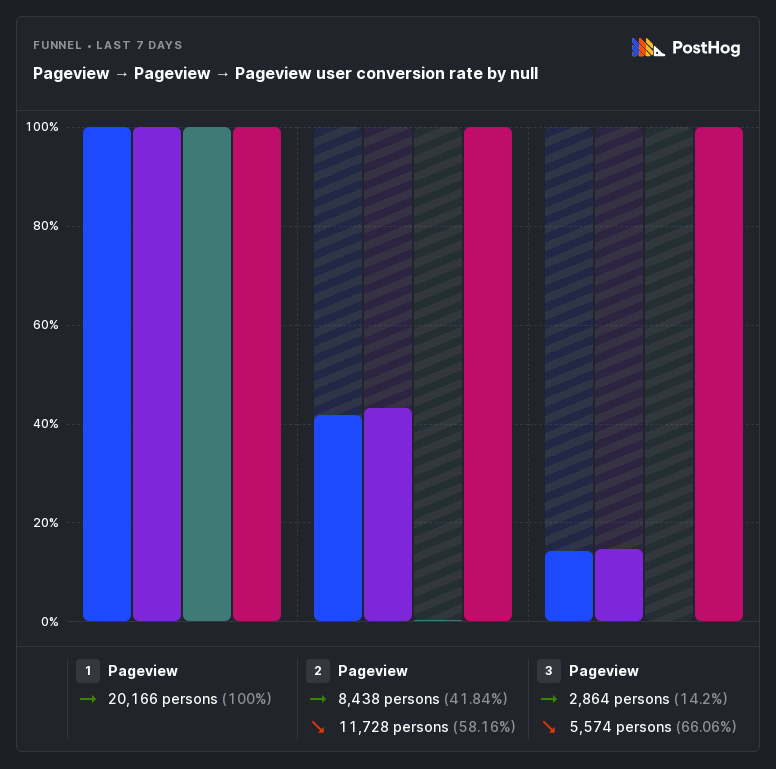 FUNNEL • LAST 7 DAYS
PostHog
Pageview → Pageview → Pageview user conversion rate by null
100%
80%
60%
40%
20%
0%
1 Pageview
→ 20,166 persons (100%)
2 Pageview
→ 8,438 persons (41.84%)
↘ 11,728 persons (58.16%)
3 Pageview
→ 2,864 persons (14.2%)
↘ 5,574 persons (66.06%)